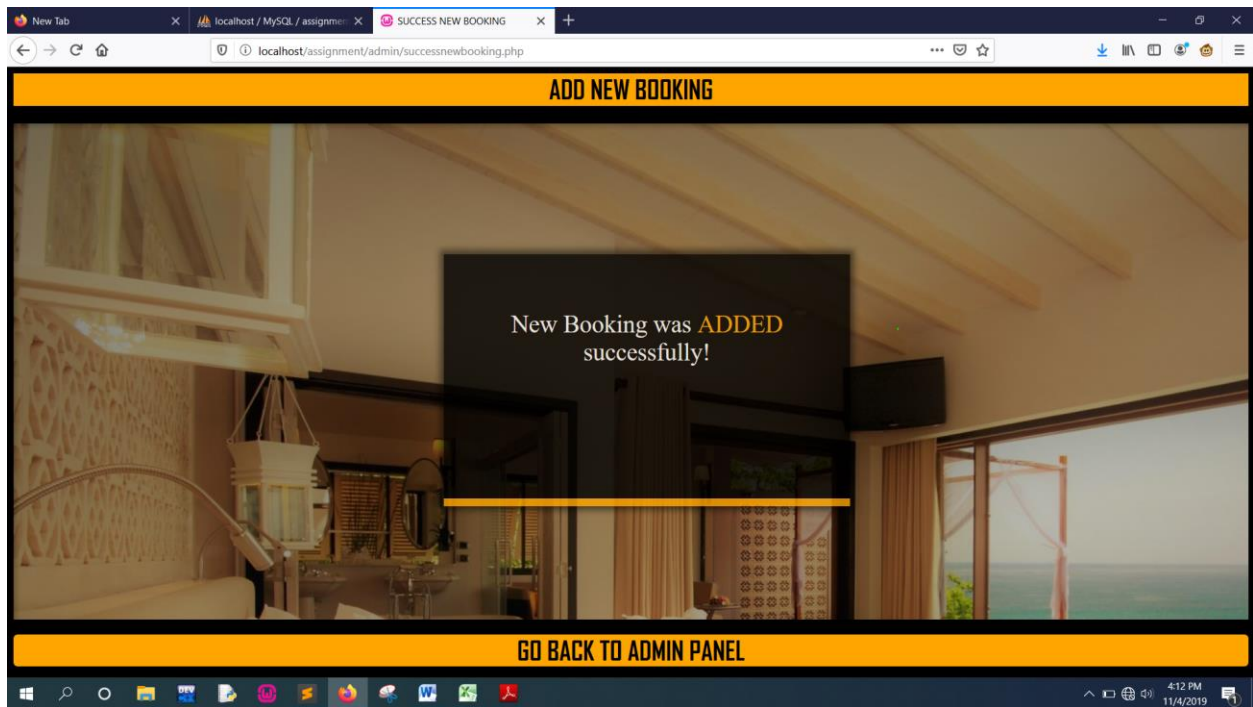 New Tab
localhost / MySQL / assignmen
SUCCESS NEW BOOKING
localhost/assignment/admin/successnewbooking.php
ADD NEW BOOKING
New Booking was ADDED
successfully!
GO BACK TO ADMIN PANEL
4:12 PM
11/4/2019